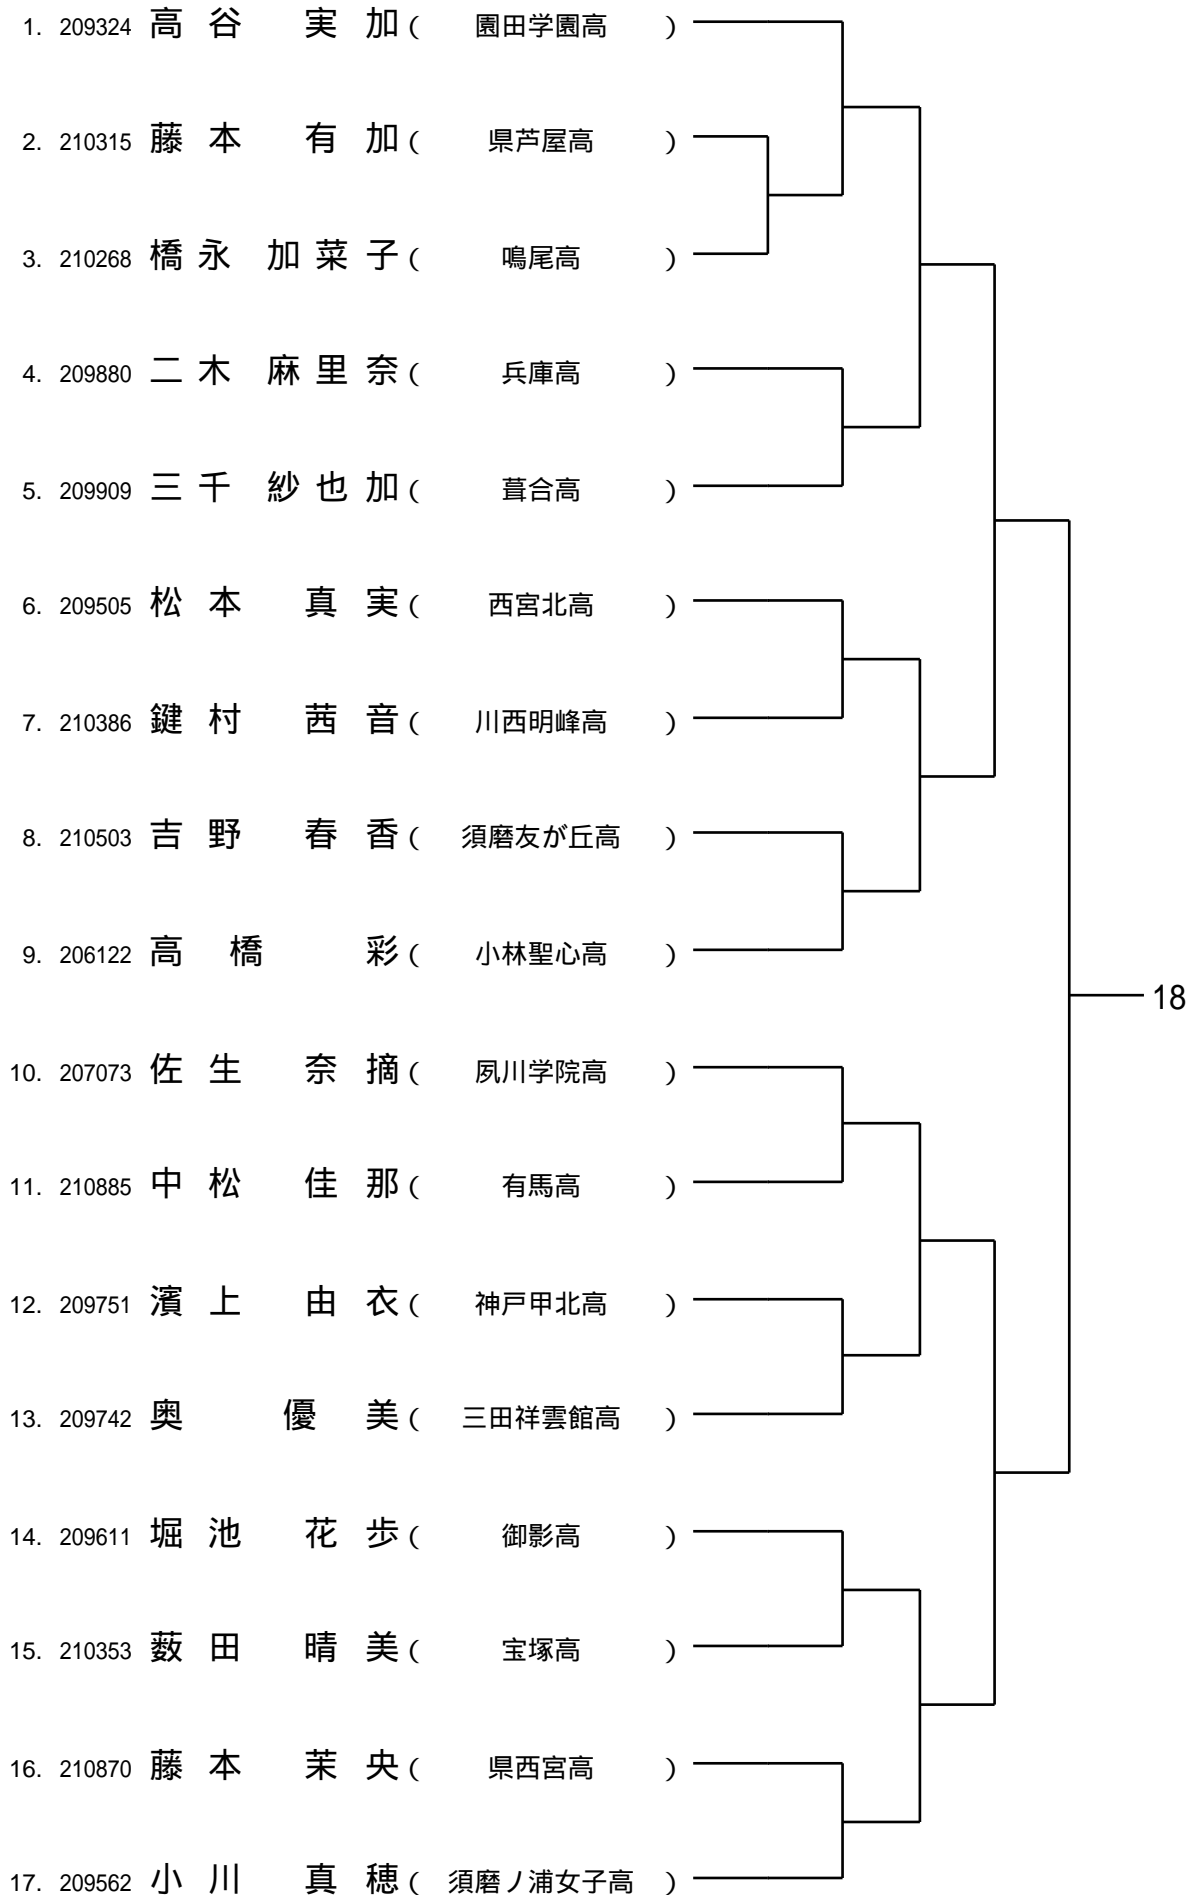 1. 209324 高谷 実加( 園田学園高 )
2. 210315 藤本 有加( 県芦屋高 )
3. 210268 橋永 加菜子( 鳴尾高 )
4. 209880 二木 麻里奈( 兵庫高 )
5. 209909 三千 紗也加( 葺合高 )
6. 209505 松本 真実( 西宮北高 )
7. 210386 鍵村 茜音( 川西明峰高 )
8. 210503 吉野 春香( 須磨友が丘高 )
9. 206122 高橋 彩( 小林聖心高 )
18
10. 207073 佐生 奈摘( 夙川学院高 )
11. 210885 中松 佳那( 有馬高 )
12. 209751 濱上 由衣( 神戸甲北高 )
13. 209742 奥 優美( 三田祥雲館高 )
14. 209611 堀池 花歩( 御影高 )
15. 210353 薮田 晴美( 宝塚高 )
16. 210870 藤本 茉央( 県西宮高 )
17. 209562 小川 真穂( 須磨ノ浦女子高 )